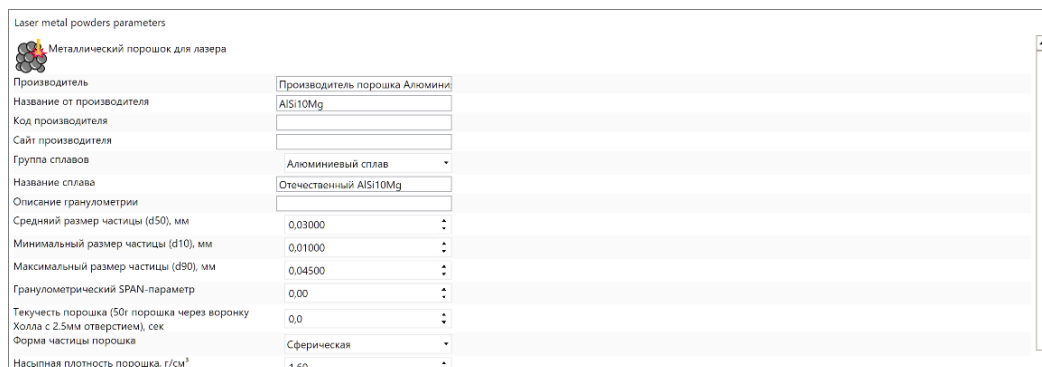 Laser metal powders parameters
Металлический порошок для лазера
Производитель Производитель порошка Алюмини
Название от производителя AlSi10Mg
Код производителя
Сайт производителя
Группа сплавов Алюминиевый сплав
Название сплава Отечественный AlSi10Mg
Описание гранулометрии
Средняий размер частицы (d50), мм 0,03000
Минимальный размер частицы (d10), мм 0,01000
Максимальный размер частицы (d90), мм 0,04500
Гранулометрический SPAN-параметр 0,00
Текучесть порошка (50г порошка через воронку
Холла с 2.5мм отверстием), сек 0,0
Форма частицы порошка Сферическая
Насыпная плотность порошка, г/см³ 1,60